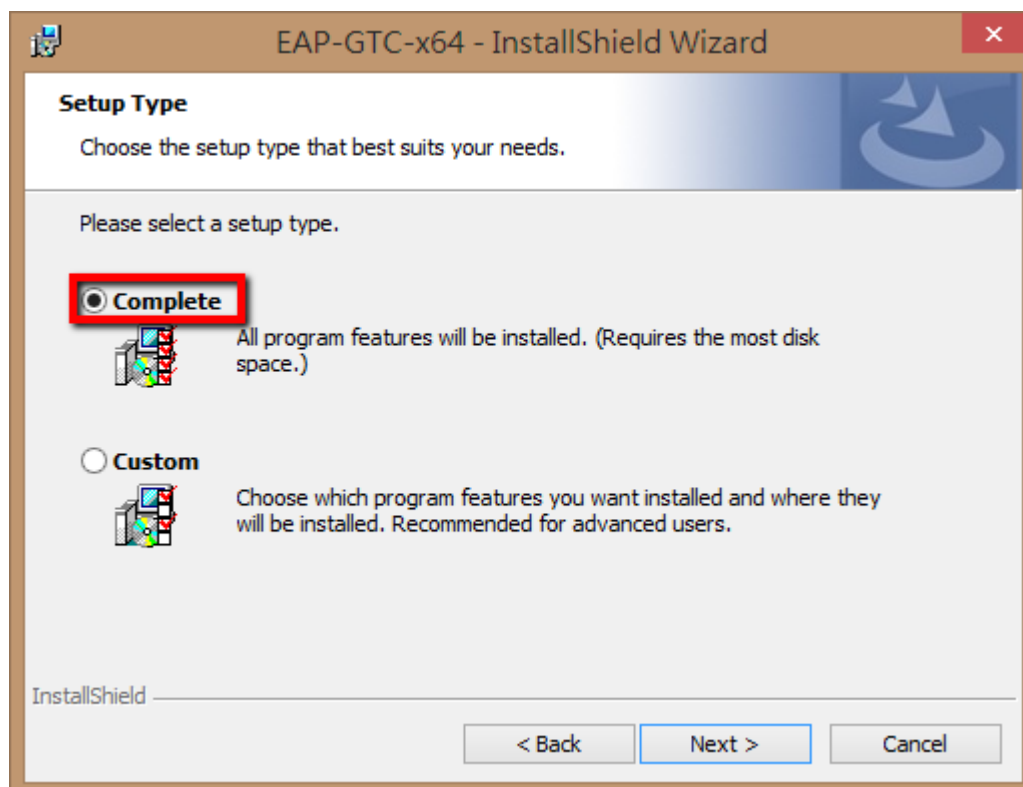 EAP-GTC-x64 - InstallShield Wizard
Setup Type
Choose the setup type that best suits your needs.
Please select a setup type.
Complete
All program features will be installed. (Requires the most disk
space.)
Custom
Choose which program features you want installed and where they
will be installed. Recommended for advanced users.
InstallShield
< Back Next > Cancel